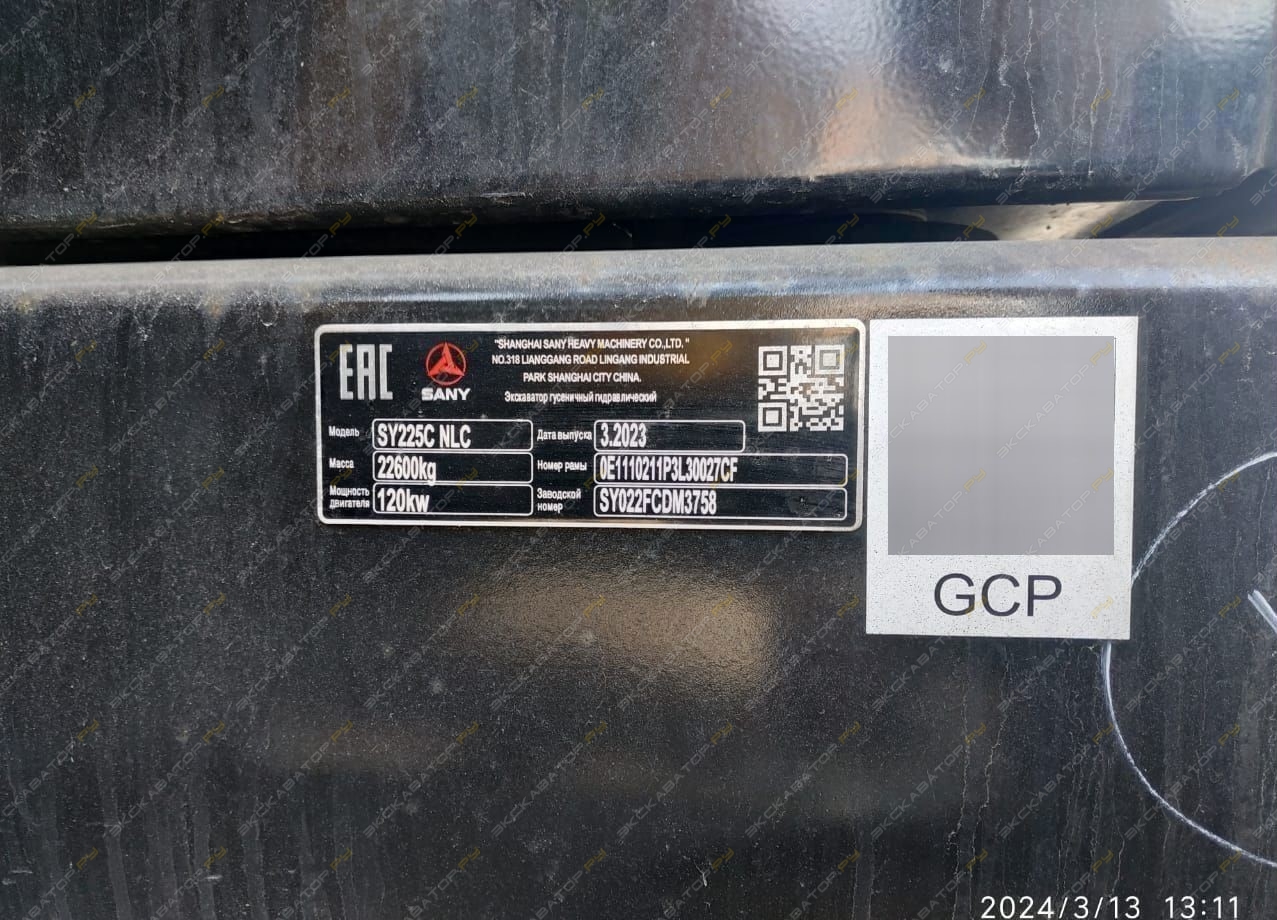 EAC
SANY
"SHANGHAI SANY HEAVY MACHINERY CO.,LTD. "
NO.318 LIANGGANG ROAD LINGANG INDUSTRIAL
PARK SHANGHAI CITY CHINA.
Экскаватор гусеничный гидравлический
Модель SY225C NLC Дата выпуска 3.2023
Масса 22600kg Номер рамы 0E1110211P3L30027CF
Мощность двигателя 120kw Заводской номер SY022FCDM3758
GCP
ЭКСКАВАТОР.РУ
2024/3/13 13:11